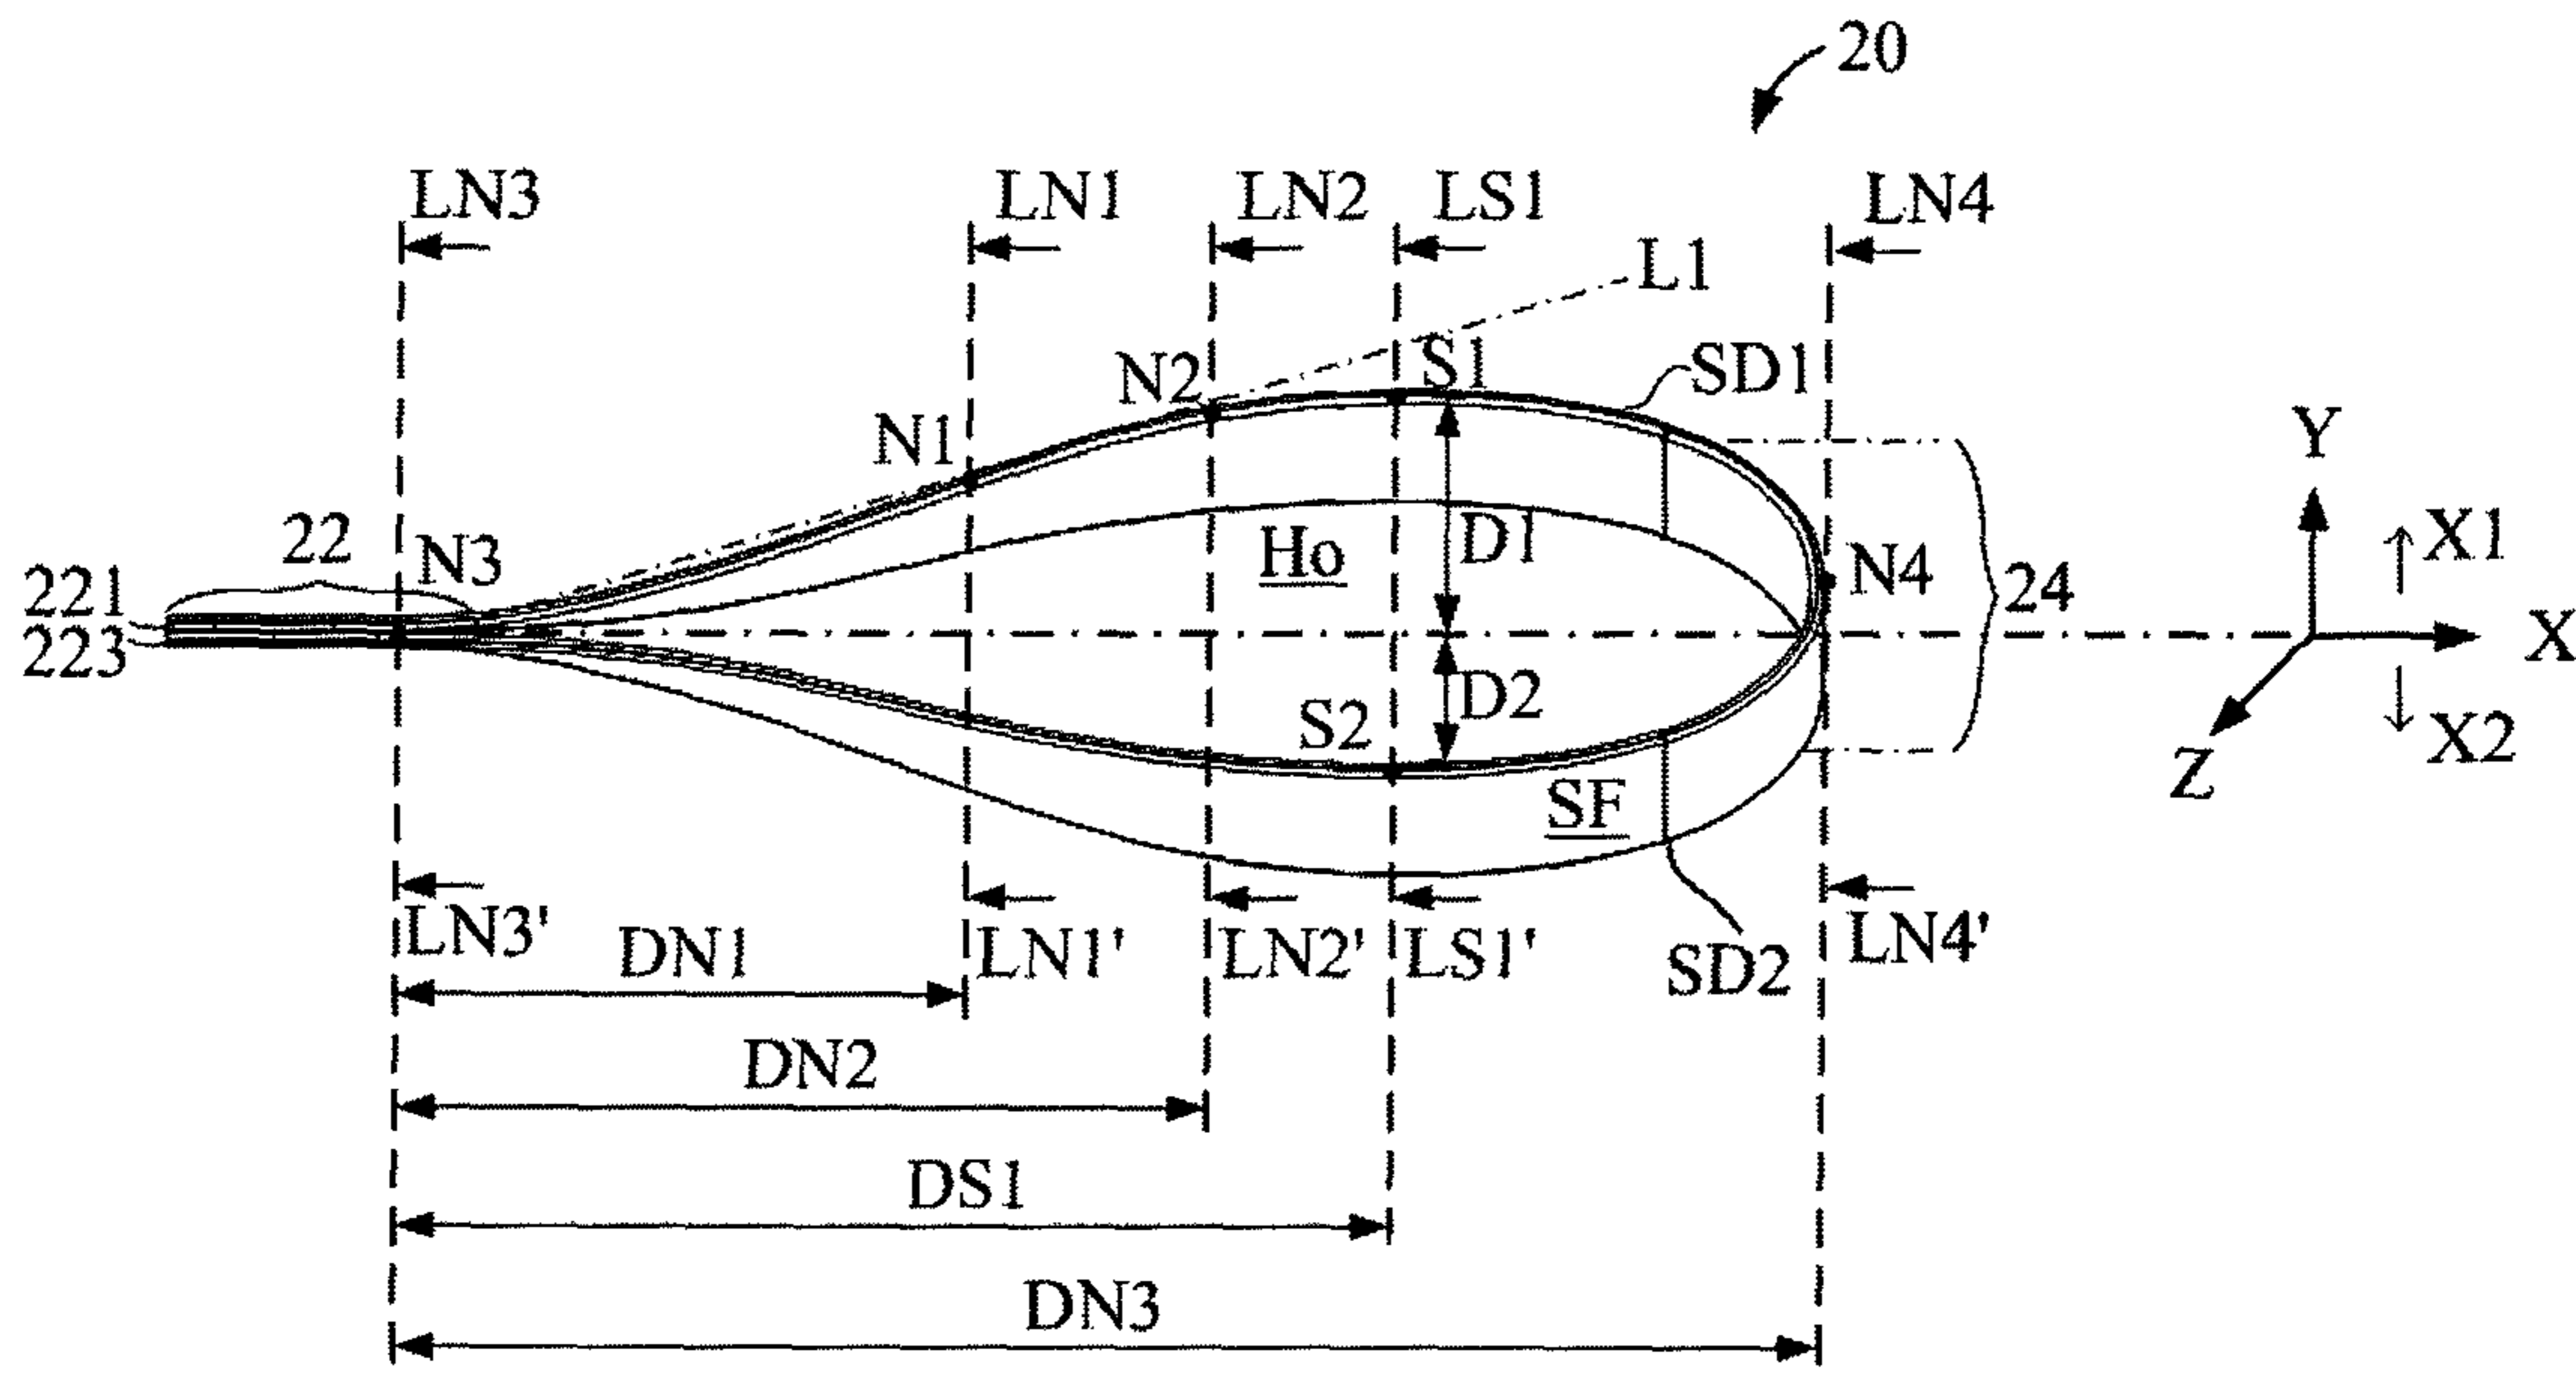 20
LN3 LN1 LN2 LS1 LN4
L1
N2 S1 SD1
N1 Y
22 N3 Ho D1 N4 24 X1
221
223 X
S2 D2 X2
SF Z
LN3' LN1' LN2' LS1' SD2 LN4'
DN1
DN2
DS1
DN3